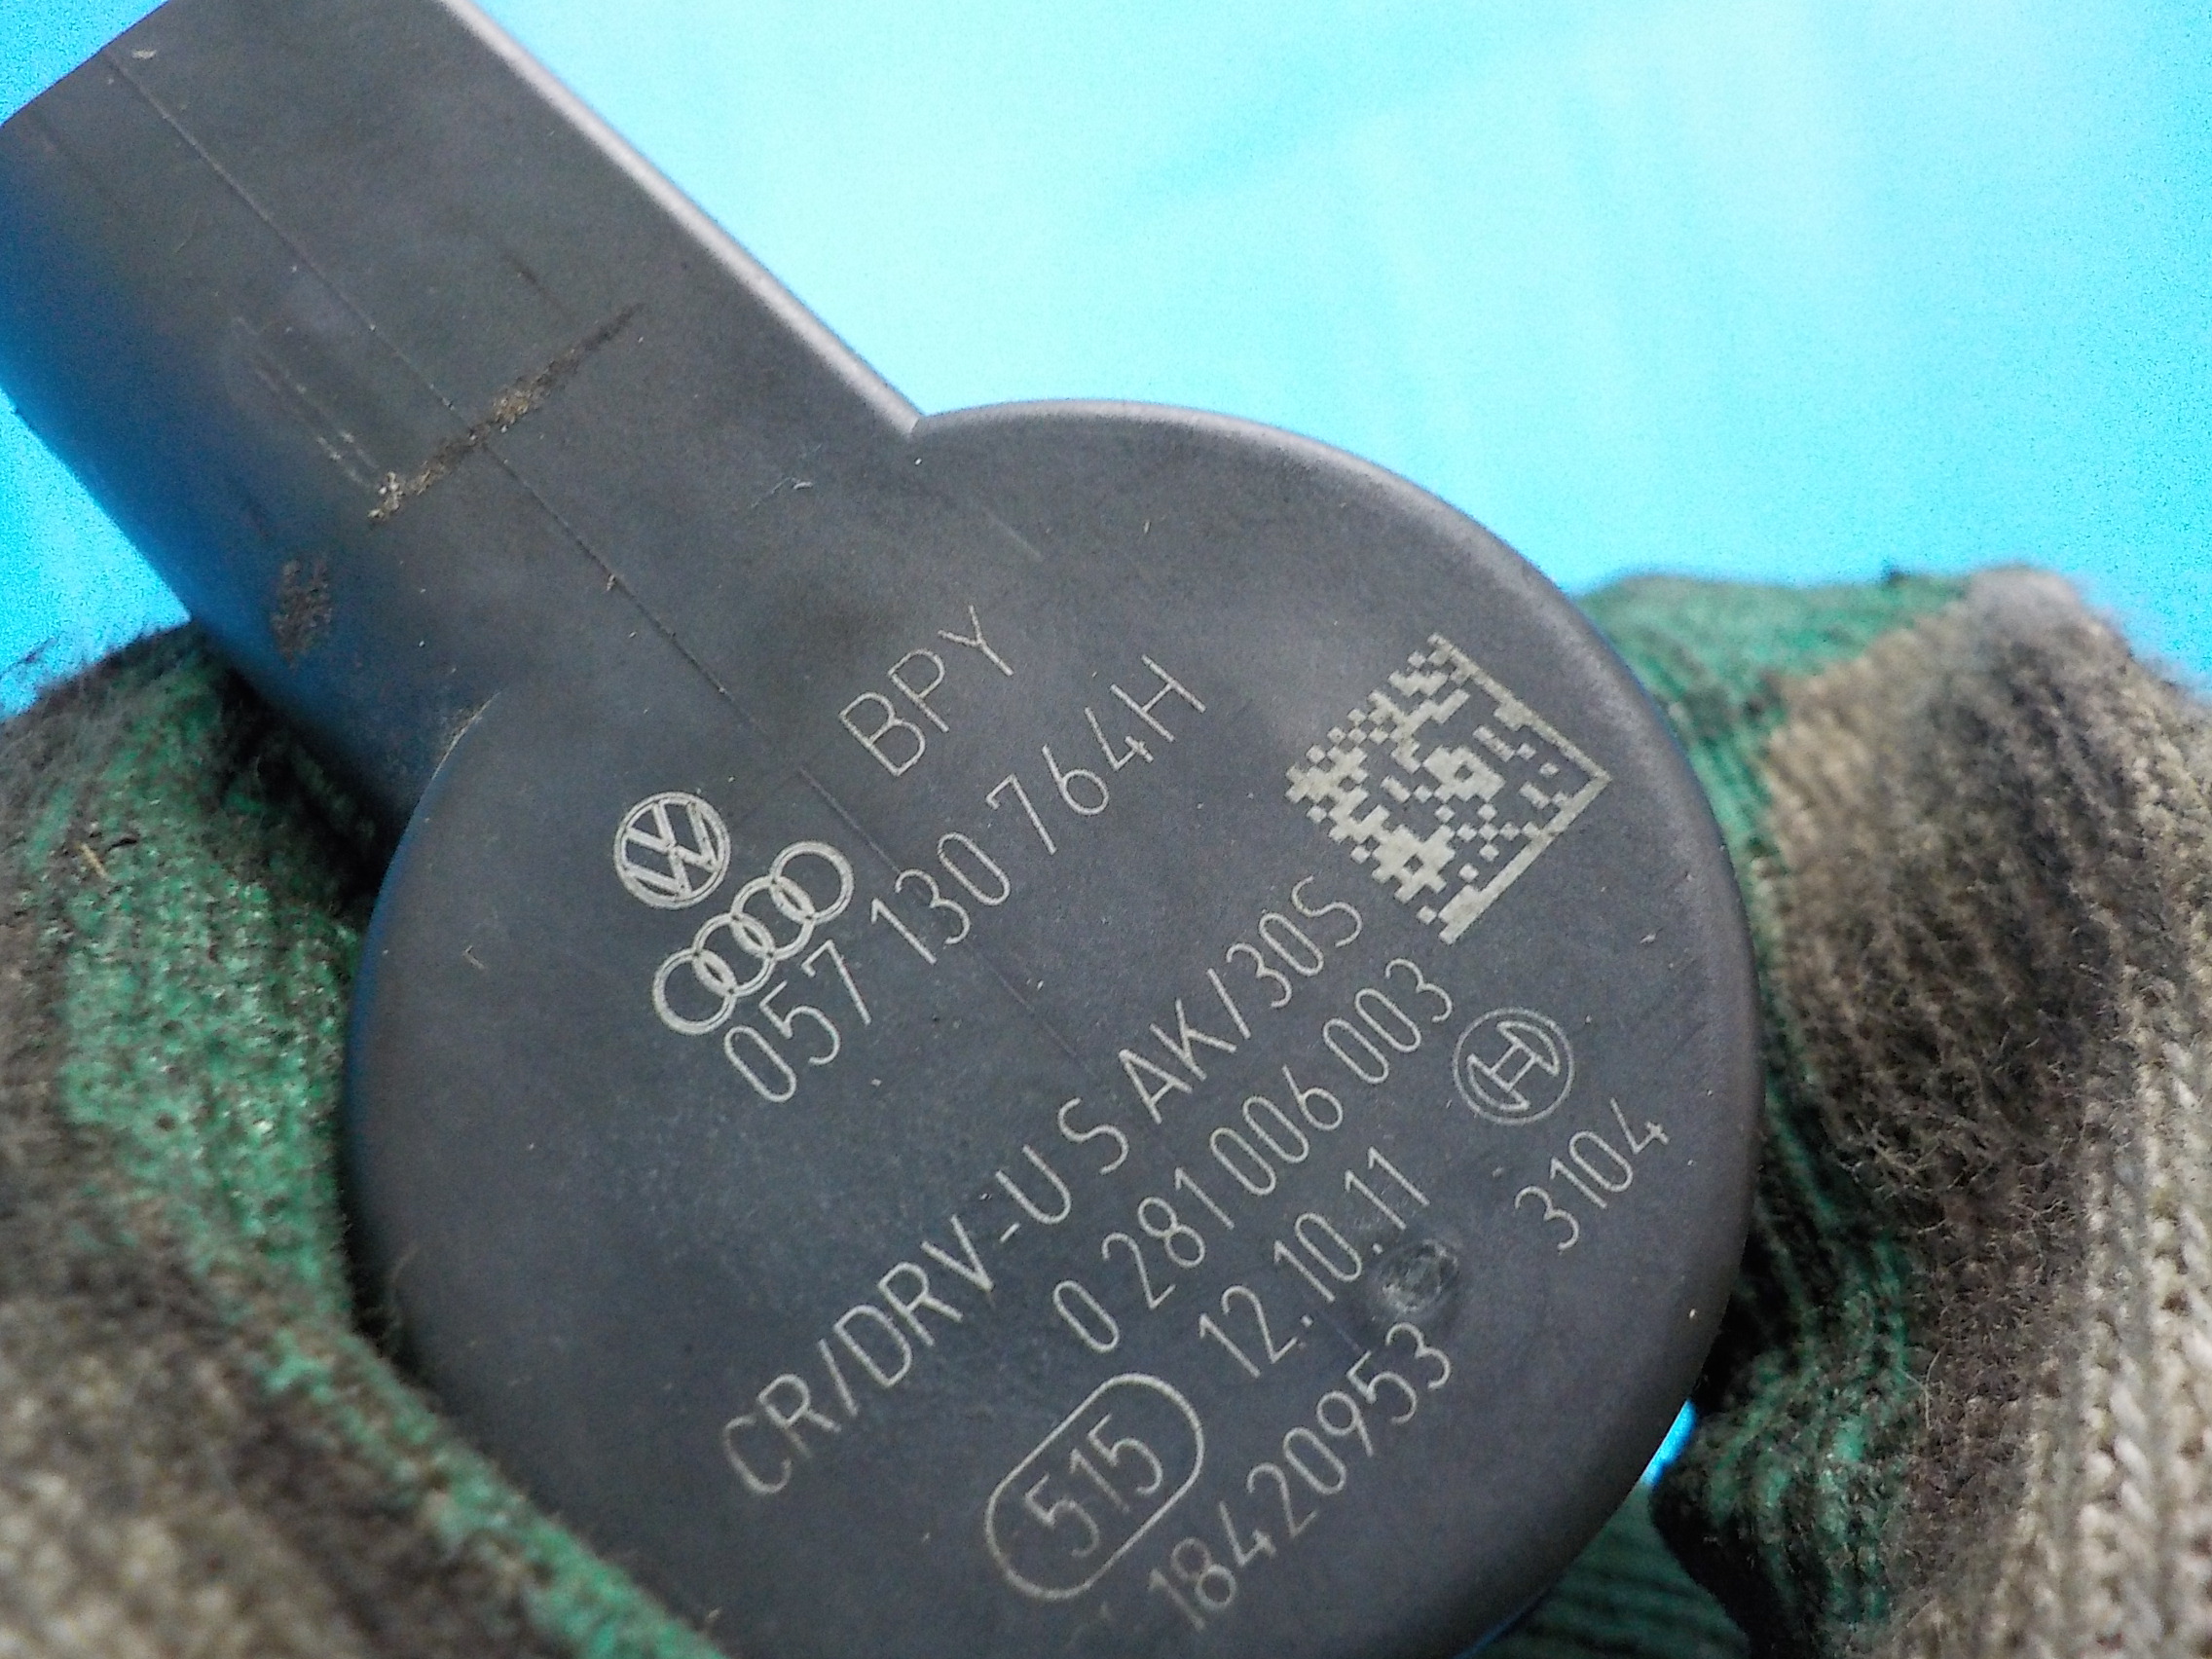 BPY
057 130 764H
CR/DRV-U S AK/30S
0 281 006 003
12.10.11
3104
515
18420953